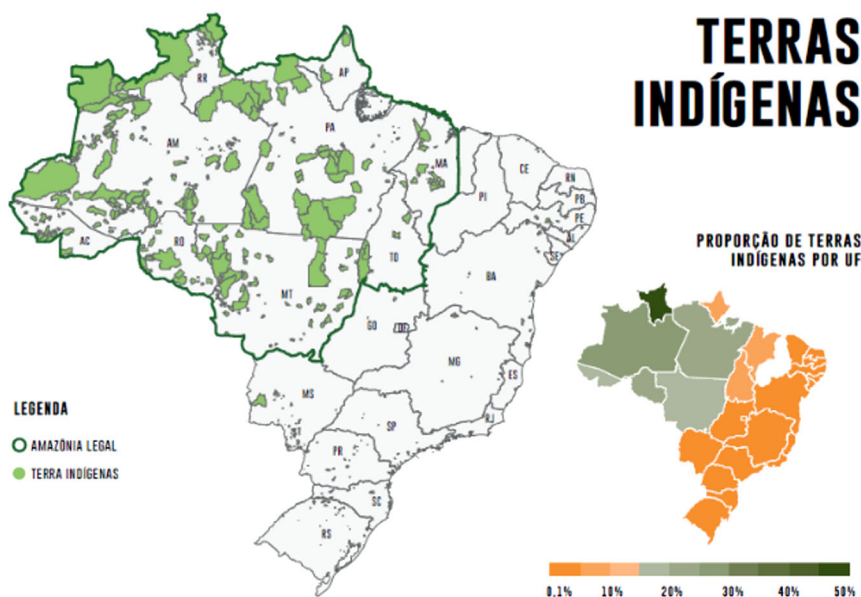 TERRAS
INDÍGENAS
RR
AP
AM
PA
MA
CE
RN
PB
PE
AL
SE
PI
AC
RO
TO
BA
MT
GO
DF
MG
ES
MS
SP
RJ
PR
SC
RS
LEGENDA
AMAZÔNIA LEGAL
TERRA INDÍGENAS
PROPORÇÃO DE TERRAS
INDÍGENAS POR UF
0,1% 10% 20% 30% 40% 50%